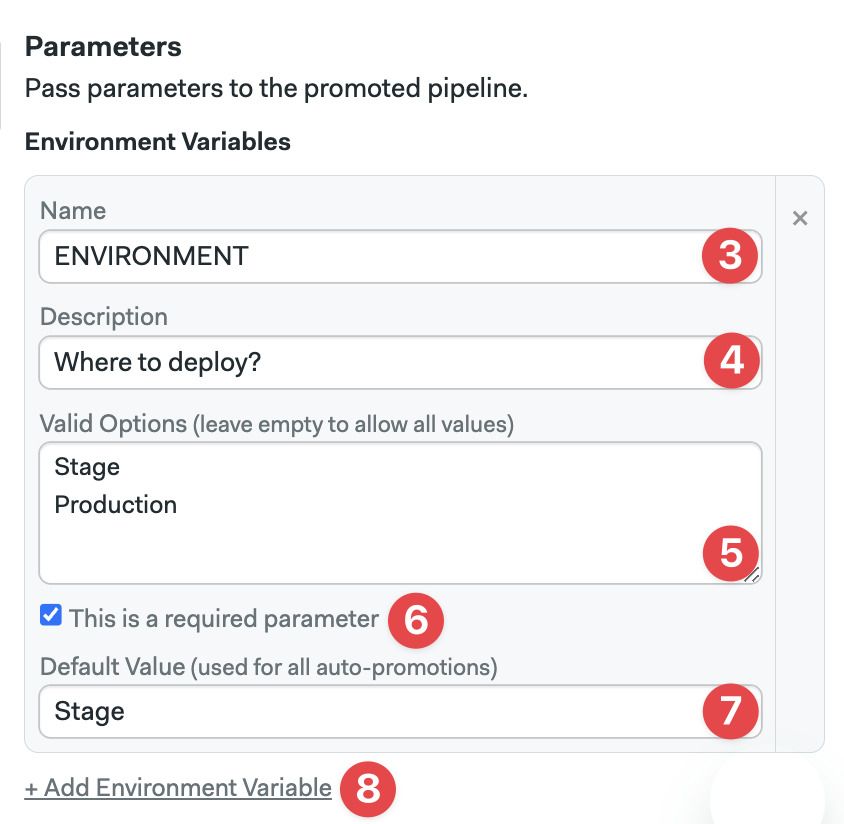 Parameters
Pass parameters to the promoted pipeline.
Environment Variables
Name
×
ENVIRONMENT 3
Description
Where to deploy? 4
Valid Options (leave empty to allow all values)
Stage
Production
5
This is a required parameter 6
Default Value (used for all auto-promotions)
Stage 7
+ Add Environment Variable 8